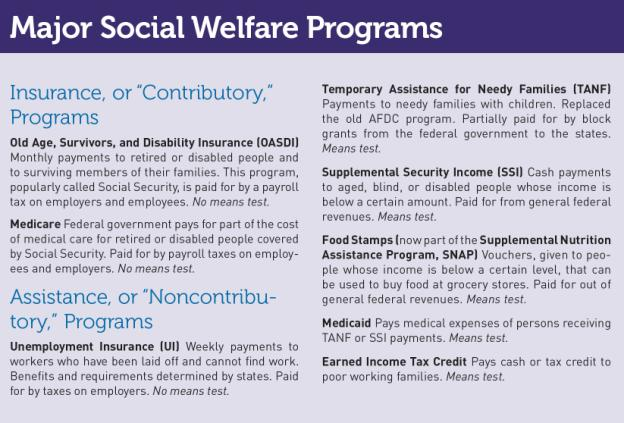 Major Social Welfare Programs
Insurance, or “Contributory,”
Programs
Old Age, Survivors, and Disability Insurance (OASDI)
Monthly payments to retired or disabled people and
to surviving members of their families. This program,
popularly called Social Security, is paid for by a payroll
tax on employers and employees. No means test.
Medicare Federal government pays for part of the cost
of medical care for retired or disabled people covered
by Social Security. Paid for by payroll taxes on employ-
ees and employers. No means test.
Assistance, or “Noncontribu-
tory,” Programs
Unemployment Insurance (UI) Weekly payments to
workers who have been laid off and cannot find work.
Benefits and requirements determined by states. Paid
for by taxes on employers. No means test.
Temporary Assistance for Needy Families (TANF)
Payments to needy families with children. Replaced
the old AFDC program. Partially paid for by block
grants from the federal government to the states.
Means test.
Supplemental Security Income (SSI) Cash payments
to aged, blind, or disabled people whose income is
below a certain amount. Paid for from general federal
revenues. Means test.
Food Stamps (now part of the Supplemental Nutrition
Assistance Program, SNAP) Vouchers, given to peo-
ple whose income is below a certain level, that can
be used to buy food at grocery stores. Paid for out of
general federal revenues. Means test.
Medicaid Pays medical expenses of persons receiving
TANF or SSI payments. Means test.
Earned Income Tax Credit Pays cash or tax credit to
poor working families. Means test.